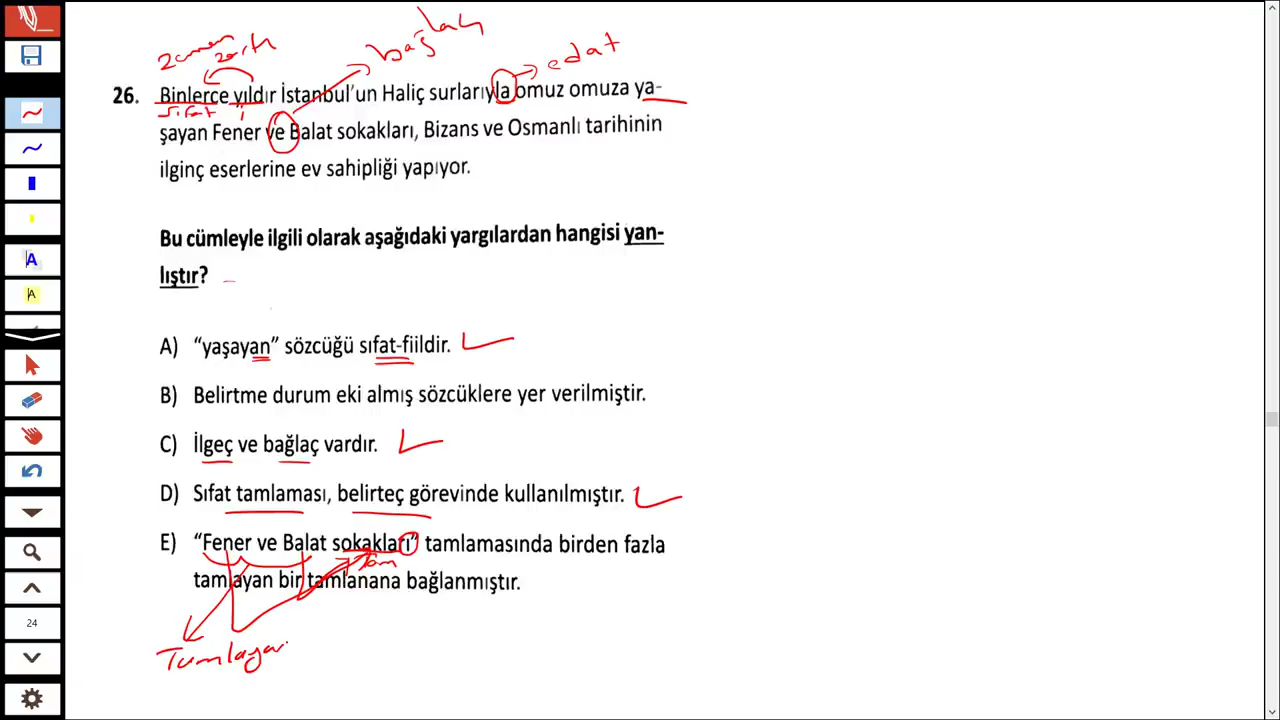 zaman
zarfı
bağlaç
edat
26. Binlerce yıldır İstanbul'un Haliç surlarıyla omuz omuza ya-
sıfat i
şayan Fener ve Balat sokakları, Bizans ve Osmanlı tarihinin
ilginç eserlerine ev sahipliği yapıyor.
Bu cümleyle ilgili olarak aşağıdaki yargılardan hangisi yan-
lıştır?
A) “yaşayan” sözcüğü sıfat-fiildir.
B) Belirtme durum eki almış sözcüklere yer verilmiştir.
C) İlgeç ve bağlaç vardır.
D) Sıfat tamlaması, belirteç görevinde kullanılmıştır.
E) “Fener ve Balat sokakları” tamlamasında birden fazla
Tam
tamlayan bir tamlanana bağlanmıştır.
Tamlayan
A
A
24